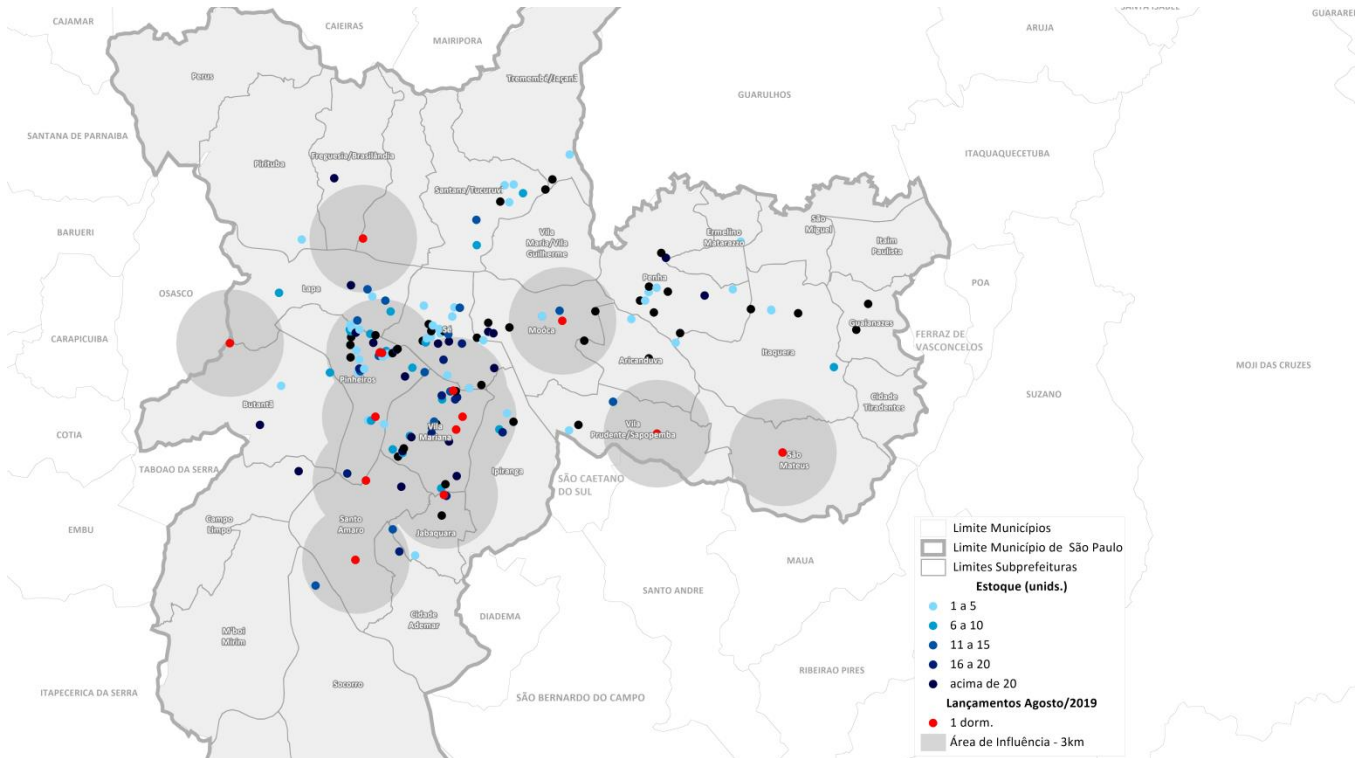 CAJAMAR
CAIEIRAS
MAIRIPORA
ARUJA
Perus
Tremembé/Jaçanã
GUARULHOS
SANTANA DE PARNAIBA
Pirituba
Freguesia/Brasilândia
ITAQUAQUECETUBA
Santana/Tucuruvi
BARUERI
Vila
Maria/Vila
Guilherme
Ermelino
Matarazzo
São
Miguel
Itaim
Paulista
Penha
POA
OSASCO
Lapa
Sé
Moóca
Guaianazes
FERRAZ DE
VASCONCELOS
CARAPICUIBA
Aricanduva
Itaquera
MOJI DAS CRUZES
Pinheiros
Butantã
Cidade
Tiradentes
SUZANO
COTIA
Vila
Mariana
Vila
Prudente/Sapopemba
São
Mateus
TABOAO DA SERRA
Ipiranga
SÃO CAETANO
DO SUL
EMBU
Campo
Limpo
Santo
Amaro
Jabaquara
MAUA
SANTO ANDRE
Cidade
Ademar
DIADEMA
M'boi
Mirim
Socorro
ITAPECERICA DA SERRA
SÃO BERNARDO DO CAMPO
RIBEIRAO PIRES
Limite Municípios
Limite Município de São Paulo
Limites Subprefeituras
Estoque (unids.)
1 a 5
6 a 10
11 a 15
16 a 20
acima de 20
Lançamentos Agosto/2019
1 dorm.
Área de Influência - 3km